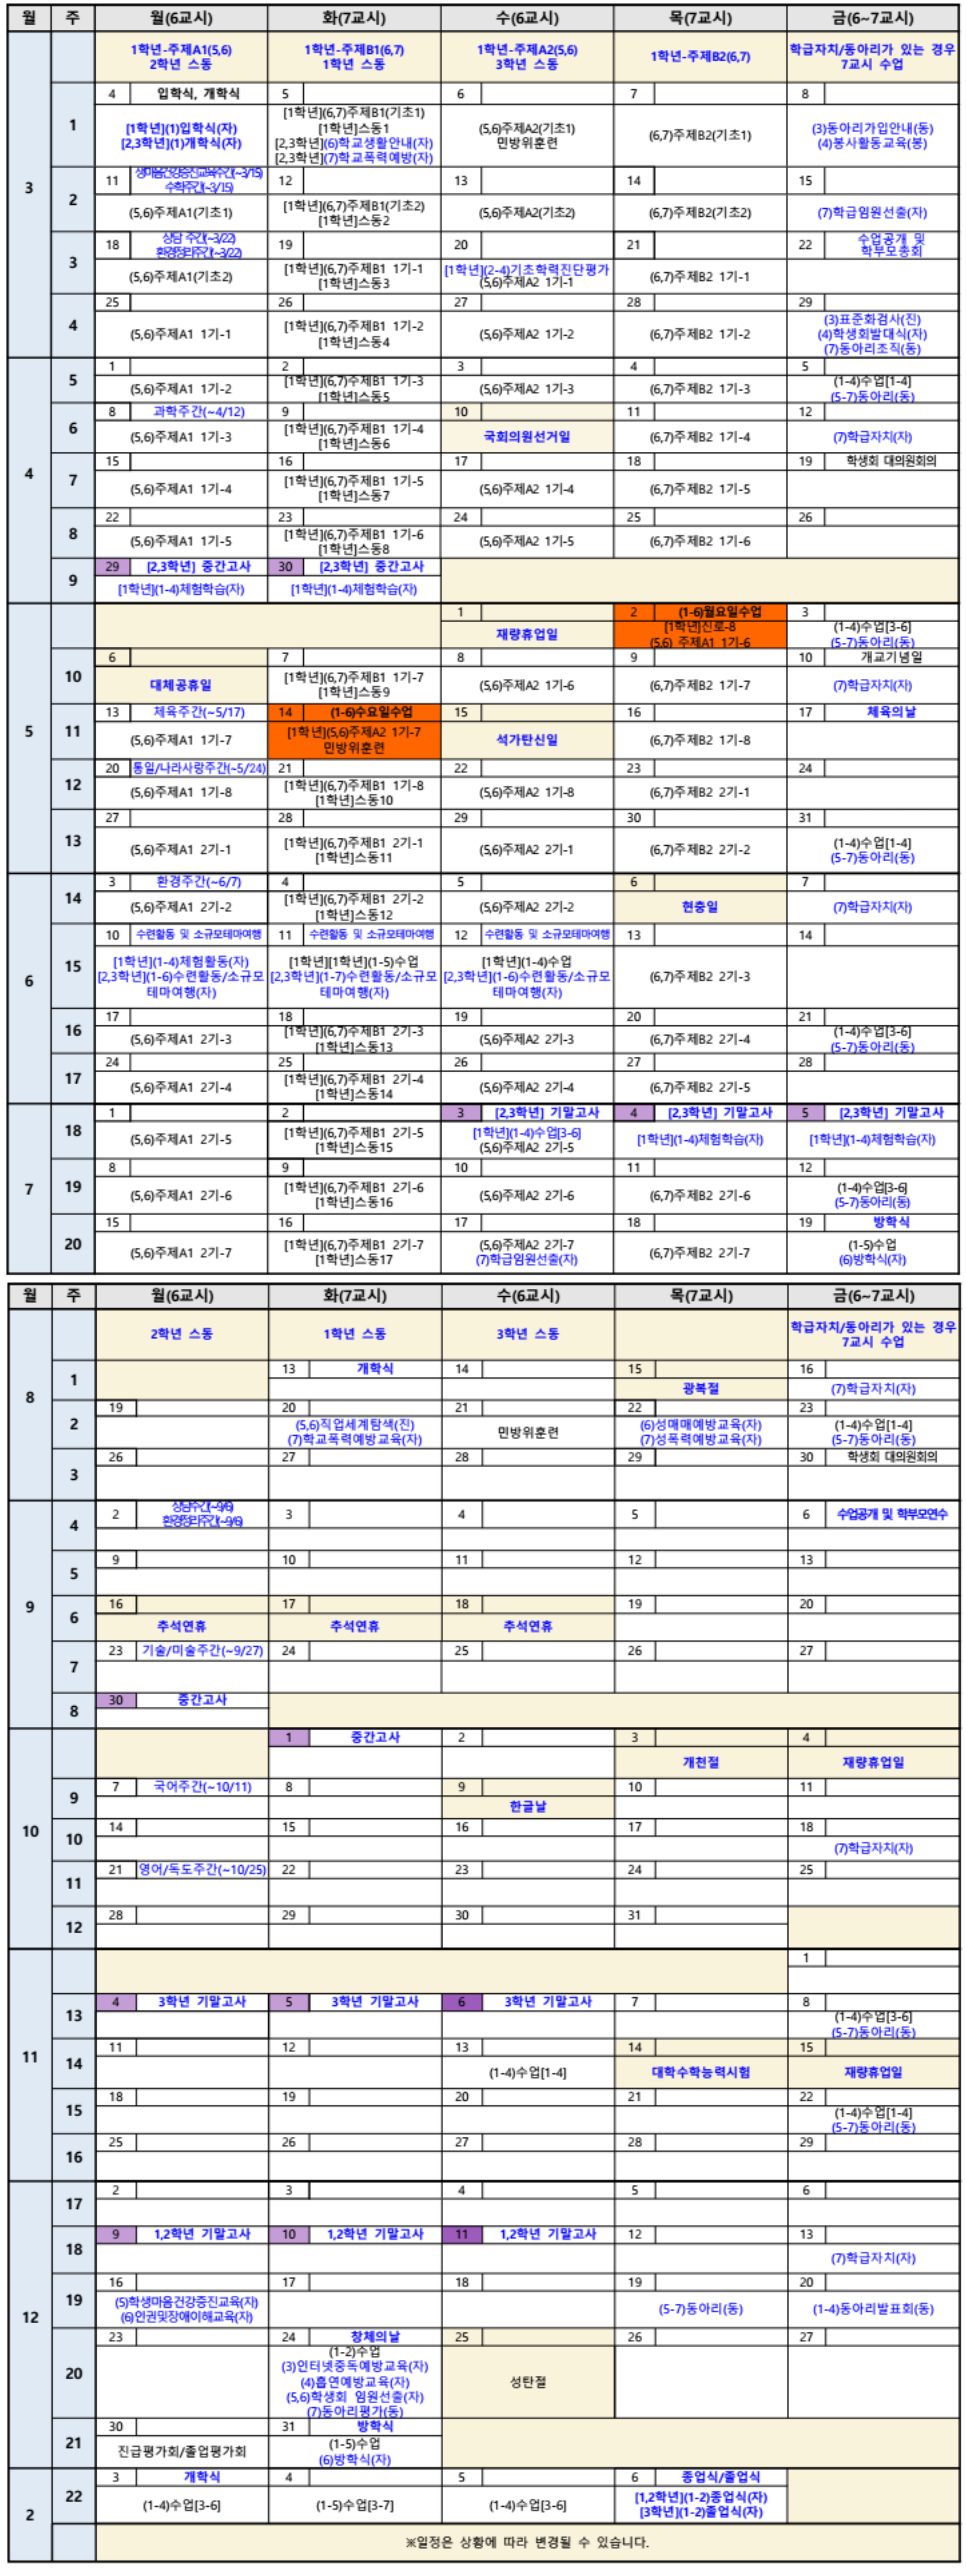 월 주 월(6교시) 화(7교시) 수(6교시) 목(7교시) 금(6~7교시)
1학년-주제A1(5,6) 1학년-주제B1(6,7) 1학년-주제A2(5,6) 1학년-주제B2(6,7) 학급자치/동아리가 있는 경우
2학년 스동 1학년 스동 3학년 스동 7교시 수업
3
1
4 입학식, 개학식 5 6 7 8
[1학년](1)입학식(자)
[2,3학년](1)개학식(자)
[1학년](6,7)주제B1(기초1)
[1학년]스동1
[2,3학년](6)학교생활안내(자)
[2,3학년](7)학교폭력예방(자)
(5,6)주제A2(기초1)
민방위훈련
(6,7)주제B2(기초1)
(3)동아리가입안내(동)
(4)봉사활동교육(봉)
2
11 생마음건강증진교육주간(~3/15)
수학주간(~3/15)
12 13 14 15
(5,6)주제A1(기초1)
[1학년](6,7)주제B1(기초2)
[1학년]스동2
(5,6)주제A2(기초2)
(6,7)주제B2(기초2)
(7)학급임원선출(자)
3
18 상담 주간(~3/22)
환경정리주간(~3/22)
19 20 21 22 수업공개 및
학부모총회
(5,6)주제A1(기초2)
[1학년](6,7)주제B1 1기-1
[1학년]스동3
[1학년](2-4)기초학력진단평가
(5,6)주제A2 1기-1
(6,7)주제B2 1기-1
4
25 26 27 28 29
(5,6)주제A1 1기-1
[1학년](6,7)주제B1 1기-2
[1학년]스동4
(5,6)주제A2 1기-2
(6,7)주제B2 1기-2
(3)표준화검사(진)
(4)학생회발대식(자)
(7)동아리조직(동)
4
5
1 2 3 4 5
(5,6)주제A1 1기-2
[1학년](6,7)주제B1 1기-3
[1학년]스동5
(5,6)주제A2 1기-3
(6,7)주제B2 1기-3
(1-4)수업[1-4]
(5-7)동아리(동)
6
8 과학주간(~4/12) 9 10 11 12
(5,6)주제A1 1기-3
[1학년](6,7)주제B1 1기-4
[1학년]스동6
국회의원선거일
(6,7)주제B2 1기-4
(7)학급자치(자)
7
15 16 17 18 19 학생회 대의원회의
(5,6)주제A1 1기-4
[1학년](6,7)주제B1 1기-5
[1학년]스동7
(5,6)주제A2 1기-4
(6,7)주제B2 1기-5
8
22 23 24 25 26
(5,6)주제A1 1기-5
[1학년](6,7)주제B1 1기-6
[1학년]스동8
(5,6)주제A2 1기-5
(6,7)주제B2 1기-6
9
29 [2,3학년] 중간고사 30 [2,3학년] 중간고사
[1학년](1-4)체험학습(자) [1학년](1-4)체험학습(자)
5
1 2 (1-6)월요일수업 3
재량휴업일
[1학년]진로-8
(5,6) 주제A1 1기-6
(1-4)수업[3-6]
(5-7)동아리(동)
10
6 7 8 9 10 개교기념일
대체공휴일
[1학년](6,7)주제B1 1기-7
[1학년]스동9
(5,6)주제A2 1기-6
(6,7)주제B2 1기-7
(7)학급자치(자)
11
13 체육주간(~5/17) 14 (1-6)수요일수업 15 16 17 체육의날
(5,6)주제A1 1기-7
[1학년](5,6)주제A2 1기-7
민방위훈련
석가탄신일
(6,7)주제B2 1기-8
12
20 통일/나라사랑주간(~5/24) 21 22 23 24
(5,6)주제A1 1기-8
[1학년](6,7)주제B1 1기-8
[1학년]스동10
(5,6)주제A2 1기-8
(6,7)주제B2 2기-1
13
27 28 29 30 31
(5,6)주제A1 2기-1
[1학년](6,7)주제B1 2기-1
[1학년]스동11
(5,6)주제A2 2기-1
(6,7)주제B2 2기-2
(1-4)수업[1-4]
(5-7)동아리(동)
6
14
3 환경주간(~6/7) 4 5 6 7
(5,6)주제A1 2기-2
[1학년](6,7)주제B1 2기-2
[1학년]스동12
(5,6)주제A2 2기-2
현충일
(7)학급자치(자)
15
10 수련활동 및 소규모테마여행 11 수련활동 및 소규모테마여행 12 수련활동 및 소규모테마여행 13 14
[1학년](1-4)체험활동(자)
[2,3학년](1-6)수련활동/소규모
테마여행(자)
[1학년][1학년](1-5)수업
[2,3학년](1-7)수련활동/소규모
테마여행(자)
[1학년](1-4)수업
[2,3학년](1-6)수련활동/소규모
테마여행(자)
(6,7)주제B2 2기-3
16
17 18 19 20 21
(5,6)주제A1 2기-3
[1학년](6,7)주제B1 2기-3
[1학년]스동13
(5,6)주제A2 2기-3
(6,7)주제B2 2기-4
(1-4)수업[3-6]
(5-7)동아리(동)
17
24 25 26 27 28
(5,6)주제A1 2기-4
[1학년](6,7)주제B1 2기-4
[1학년]스동14
(5,6)주제A2 2기-4
(6,7)주제B2 2기-5
7
18
1 2 3 [2,3학년] 기말고사 4 [2,3학년] 기말고사 5 [2,3학년] 기말고사
(5,6)주제A1 2기-5
[1학년](6,7)주제B1 2기-5
[1학년]스동15
[1학년](1-4)수업[3-6]
(5,6)주제A2 2기-5
[1학년](1-4)체험학습(자)
[1학년](1-4)체험학습(자)
19
8 9 10 11 12
(5,6)주제A1 2기-6
[1학년](6,7)주제B1 2기-6
[1학년]스동16
(5,6)주제A2 2기-6
(6,7)주제B2 2기-6
(1-4)수업[3-6]
(5-7)동아리(동)
20
15 16 17 18 19 방학식
(5,6)주제A1 2기-7
[1학년](6,7)주제B1 2기-7
[1학년]스동17
(5,6)주제A2 2기-7
(7)학급임원선출(자)
(6,7)주제B2 2기-7
(1-5)수업
(6)방학식(자)
월 주 월(6교시) 화(7교시) 수(6교시) 목(7교시) 금(6~7교시)
2학년 스동 1학년 스동 3학년 스동 학급자치/동아리가 있는 경우
7교시 수업
8
1
13 개학식 14 15 16
광복절 (7)학급자치(자)
2
19 20 21 22 23
(5,6)직업세계탐색(진)
(7)학교폭력예방교육(자)
민방위훈련
(6)성매매예방교육(자)
(7)성폭력예방교육(자)
(1-4)수업[1-4]
(5-7)동아리(동)
3
26 27 28 29 30 학생회 대의원회의
9
4
2 상담주간(~9/6)
환경정리주간(~9/6)
3 4 5 6 수업공개 및 학부모연수
5
9 10 11 12 13
6
16 17 18 19 20
추석연휴 추석연휴 추석연휴
7
23 기술/미술주간(~9/27) 24 25 26 27
8
30 중간고사
10
1 중간고사 2 3 4
개천절 재량휴업일
9
7 국어주간(~10/11) 8 9 10 11
한글날
10
14 15 16 17 18
(7)학급자치(자)
11
21 영어/독도주간(~10/25) 22 23 24 25
12
28 29 30 31
11
1
13
4 3학년 기말고사 5 3학년 기말고사 6 3학년 기말고사 7 8
(1-4)수업[3-6]
(5-7)동아리(동)
14
11 12 13 14 15
(1-4)수업[1-4] 대학수학능력시험 재량휴업일
15
18 19 20 21 22
(1-4)수업[1-4]
(5-7)동아리(동)
16
25 26 27 28 29
12
17
2 3 4 5 6
18
9 1,2학년 기말고사 10 1,2학년 기말고사 11 1,2학년 기말고사 12 13
(7)학급자치(자)
19
16 17 18 19 20
(5)학생마음건강증진교육(자)
(6)인권및장애이해교육(자)
(5-7)동아리(동)
(1-4)동아리발표회(동)
20
23 24 창체의날 25 26 27
(1-2)수업
(3)인터넷중독예방교육(자)
(4)흡연예방교육(자)
(5,6)학생회 임원선출(자)
(7)동아리평가(동)
성탄절
21
30 31 방학식
진급평가회/졸업평가회
(1-5)수업
(6)방학식(자)
2
22
3 개학식 4 5 6 종업식/졸업식
(1-4)수업[3-6] (1-5)수업[3-7] (1-4)수업[3-6]
[1,2학년](1-2)종업식(자)
[3학년](1-2)졸업식(자)
※일정은 상황에 따라 변경될 수 있습니다.